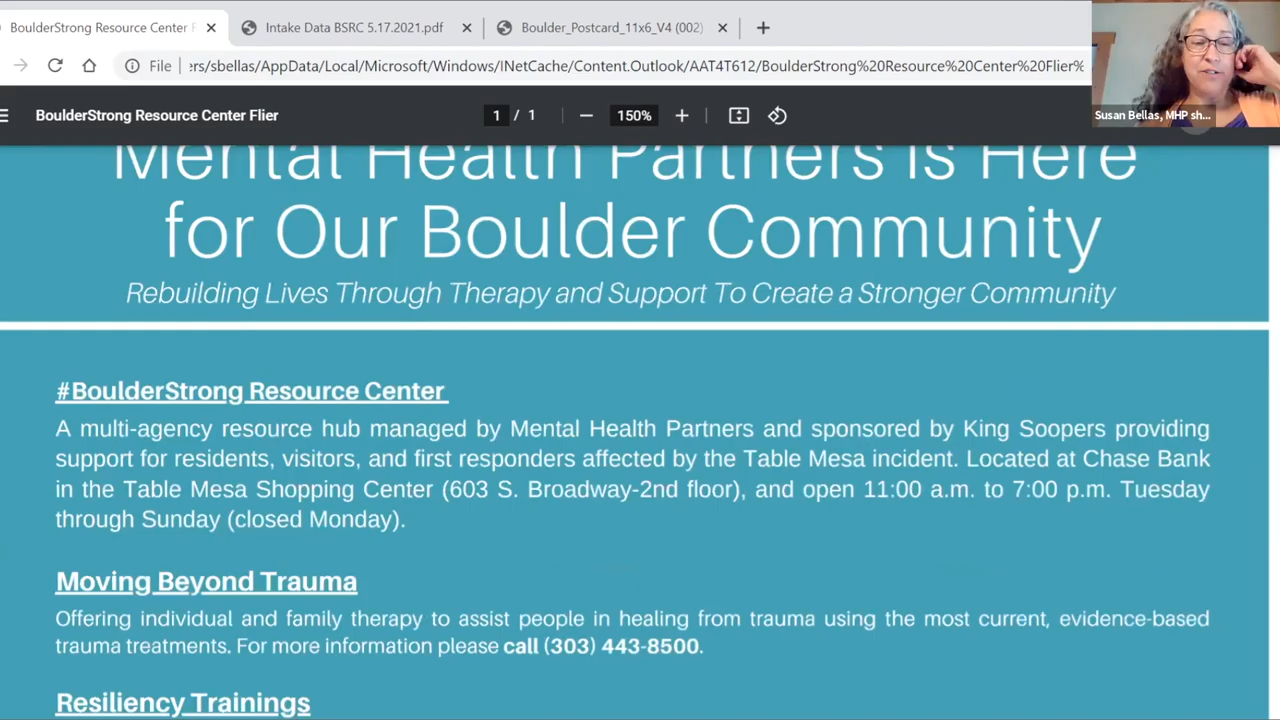 BoulderStrong Resource Center F
Intake Data BSRC 5.17.2021.pdf
Boulder_Postcard_11x6_V4 (002)
File
ers/sbellas/AppData/Local/Microsoft/Windows/INetCache/Content.Outlook/AAT4T612/BoulderStrong%20Resource%20Center%20Flier%
Susan Bellas, MHP sh...
BoulderStrong Resource Center Flier
1 / 1
150%
Mental Health Partners is Here
for Our Boulder Community
Rebuilding Lives Through Therapy and Support To Create a Stronger Community
#BoulderStrong Resource Center
A multi-agency resource hub managed by Mental Health Partners and sponsored by King Soopers providing
support for residents, visitors, and first responders affected by the Table Mesa incident. Located at Chase Bank
in the Table Mesa Shopping Center (603 S. Broadway-2nd floor), and open 11:00 a.m. to 7:00 p.m. Tuesday
through Sunday (closed Monday).
Moving Beyond Trauma
Offering individual and family therapy to assist people in healing from trauma using the most current, evidence-based
trauma treatments. For more information please call (303) 443-8500.
Resiliency Trainings